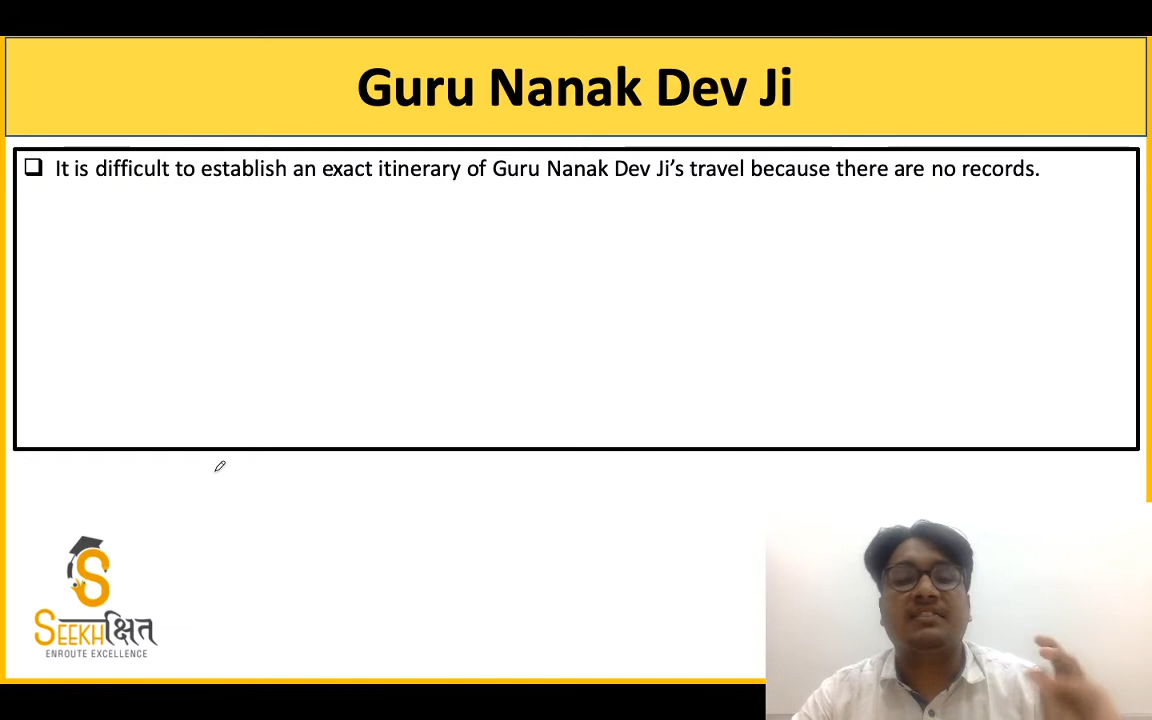 Guru Nanak Dev Ji
❑ It is difficult to establish an exact itinerary of Guru Nanak Dev Ji’s travel because there are no records.
SEEKHक्षित
ENROUTE EXCELLENCE